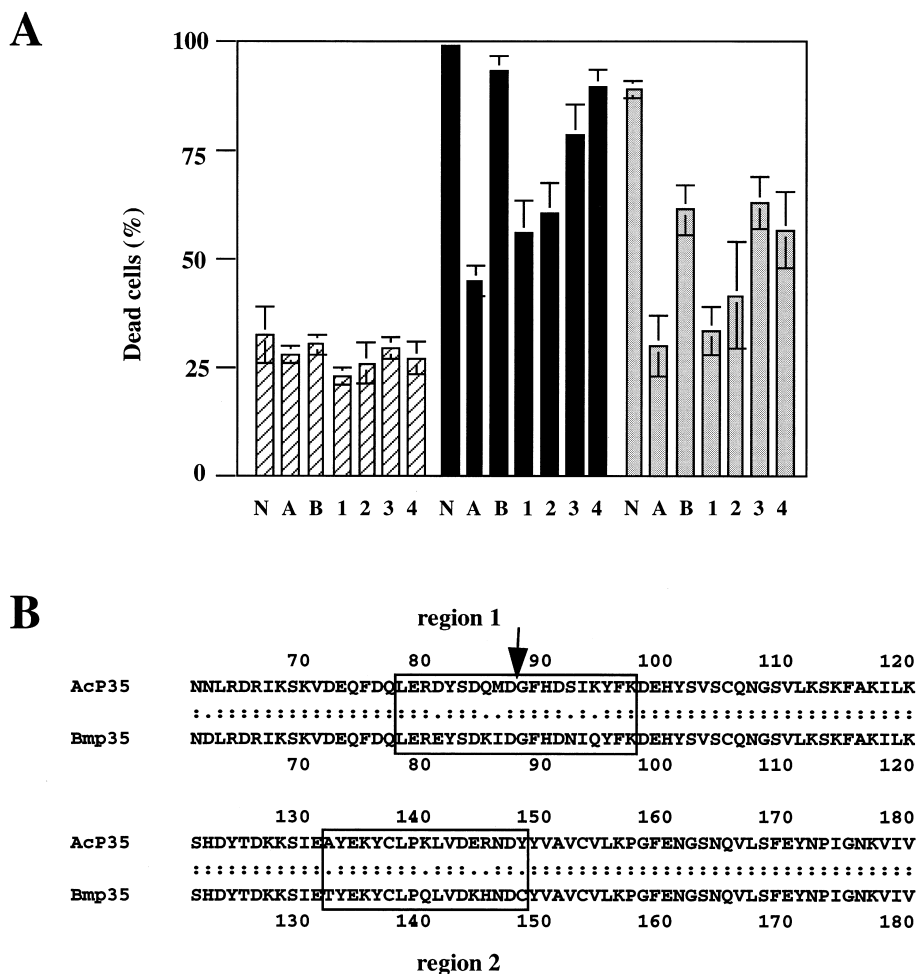 A
100
75
50
25
0
Dead cells (%)
N A B 1 2 3 4 N A B 1 2 3 4 N A B 1 2 3 4
B
region 1
70 80 90 100 110 120
AcP35 NNLRDRIKSKVDEQFDQLERDYSDQMDGFHDSIKYFKDEHYSVSCQNGSVLKSKFAKILK
:.::::::::::::::::::.::::..::::.:.:::::::::::::::::::::::::
Bmp35 NDLRDRIKSKVDEQFDQLEREYSDKIDGFHDNIQYFKDEHYSVSCQNGSVLKSKFAKILK
70 80 90 100 110 120
130 140 150 160 170 180
AcP35 SHDYTDKKSIEAYEKYCLPKLVDERNDYYVAVCVLKPGFENGSNQVLSFEYNPIGNKVIV
:::::::::::.:::::::.:::..::.::::::::::::::::::::::::::::::::
Bmp35 SHDYTDKKSIETYEKYCLPQLVDKHNDCYVAVCVLKPGFENGSNQVLSFEYNPIGNKVIV
130 140 150 160 170 180
region 2